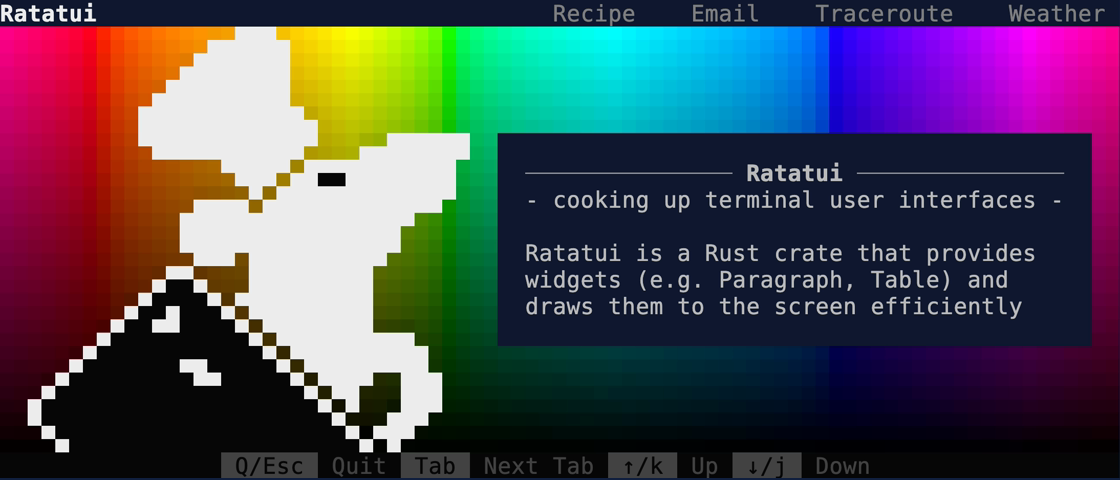 Ratatui Recipe Email Traceroute Weather
Ratatui
- cooking up terminal user interfaces -
Ratatui is a Rust crate that provides
widgets (e.g. Paragraph, Table) and
draws them to the screen efficiently
Q/Esc Quit Tab Next Tab ↑/k Up ↓/j Down